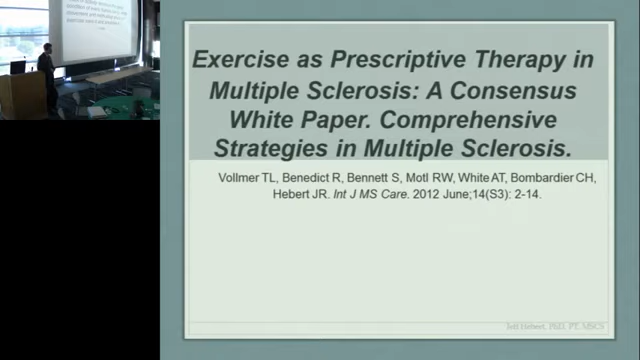 Exercise as Prescriptive Therapy in
Multiple Sclerosis: A Consensus
White Paper. Comprehensive
Strategies in Multiple Sclerosis.
Vollmer TL, Benedict R, Bennett S, Motl RW, White AT, Bombardier CH,
Hebert JR. Int J MS Care. 2012 June;14(S3): 2-14.
Jeff Hebert, PhD, PT, MSCS